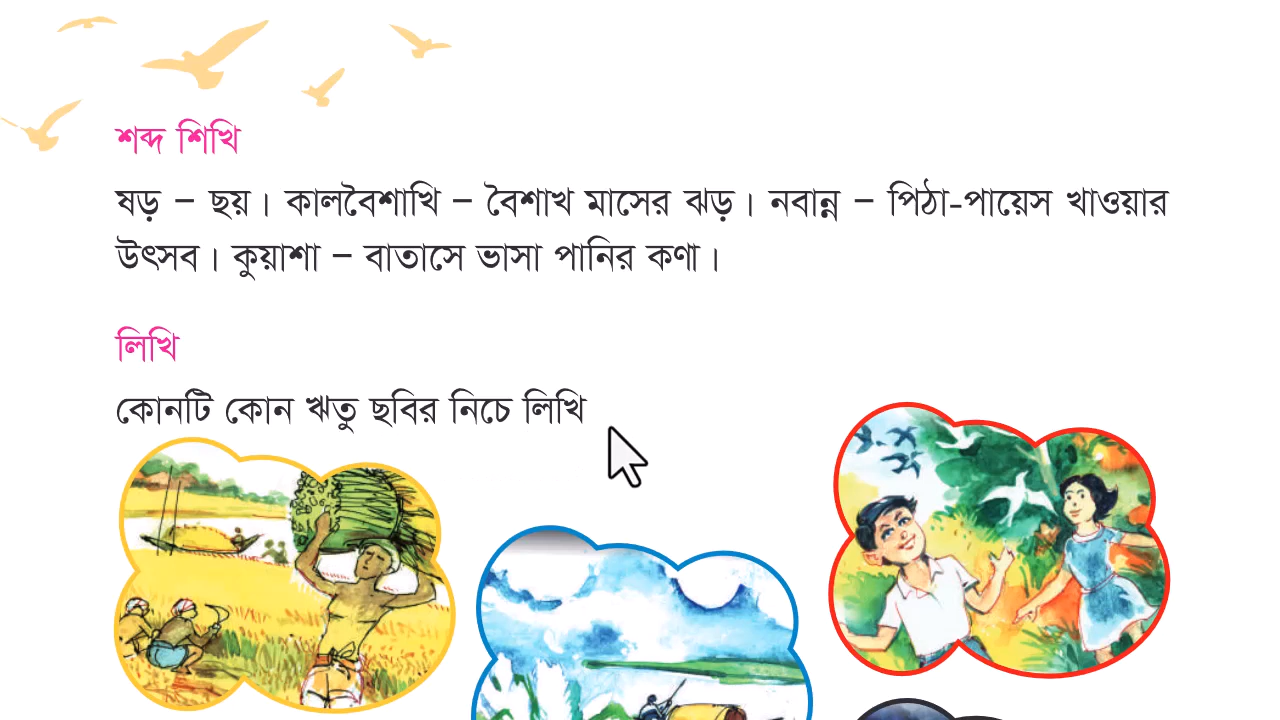 শব্দ শিখি
ষড় – ছয়। কালবৈশাখি – বৈশাখ মাসের ঝড়। নবান্ন – পিঠা-পায়েস খাওয়ার
উৎসব। কুয়াশা – বাতাসে ভাসা পানির কণা।
লিখি
কোনটি কোন ঋতু ছবির নিচে লিখি